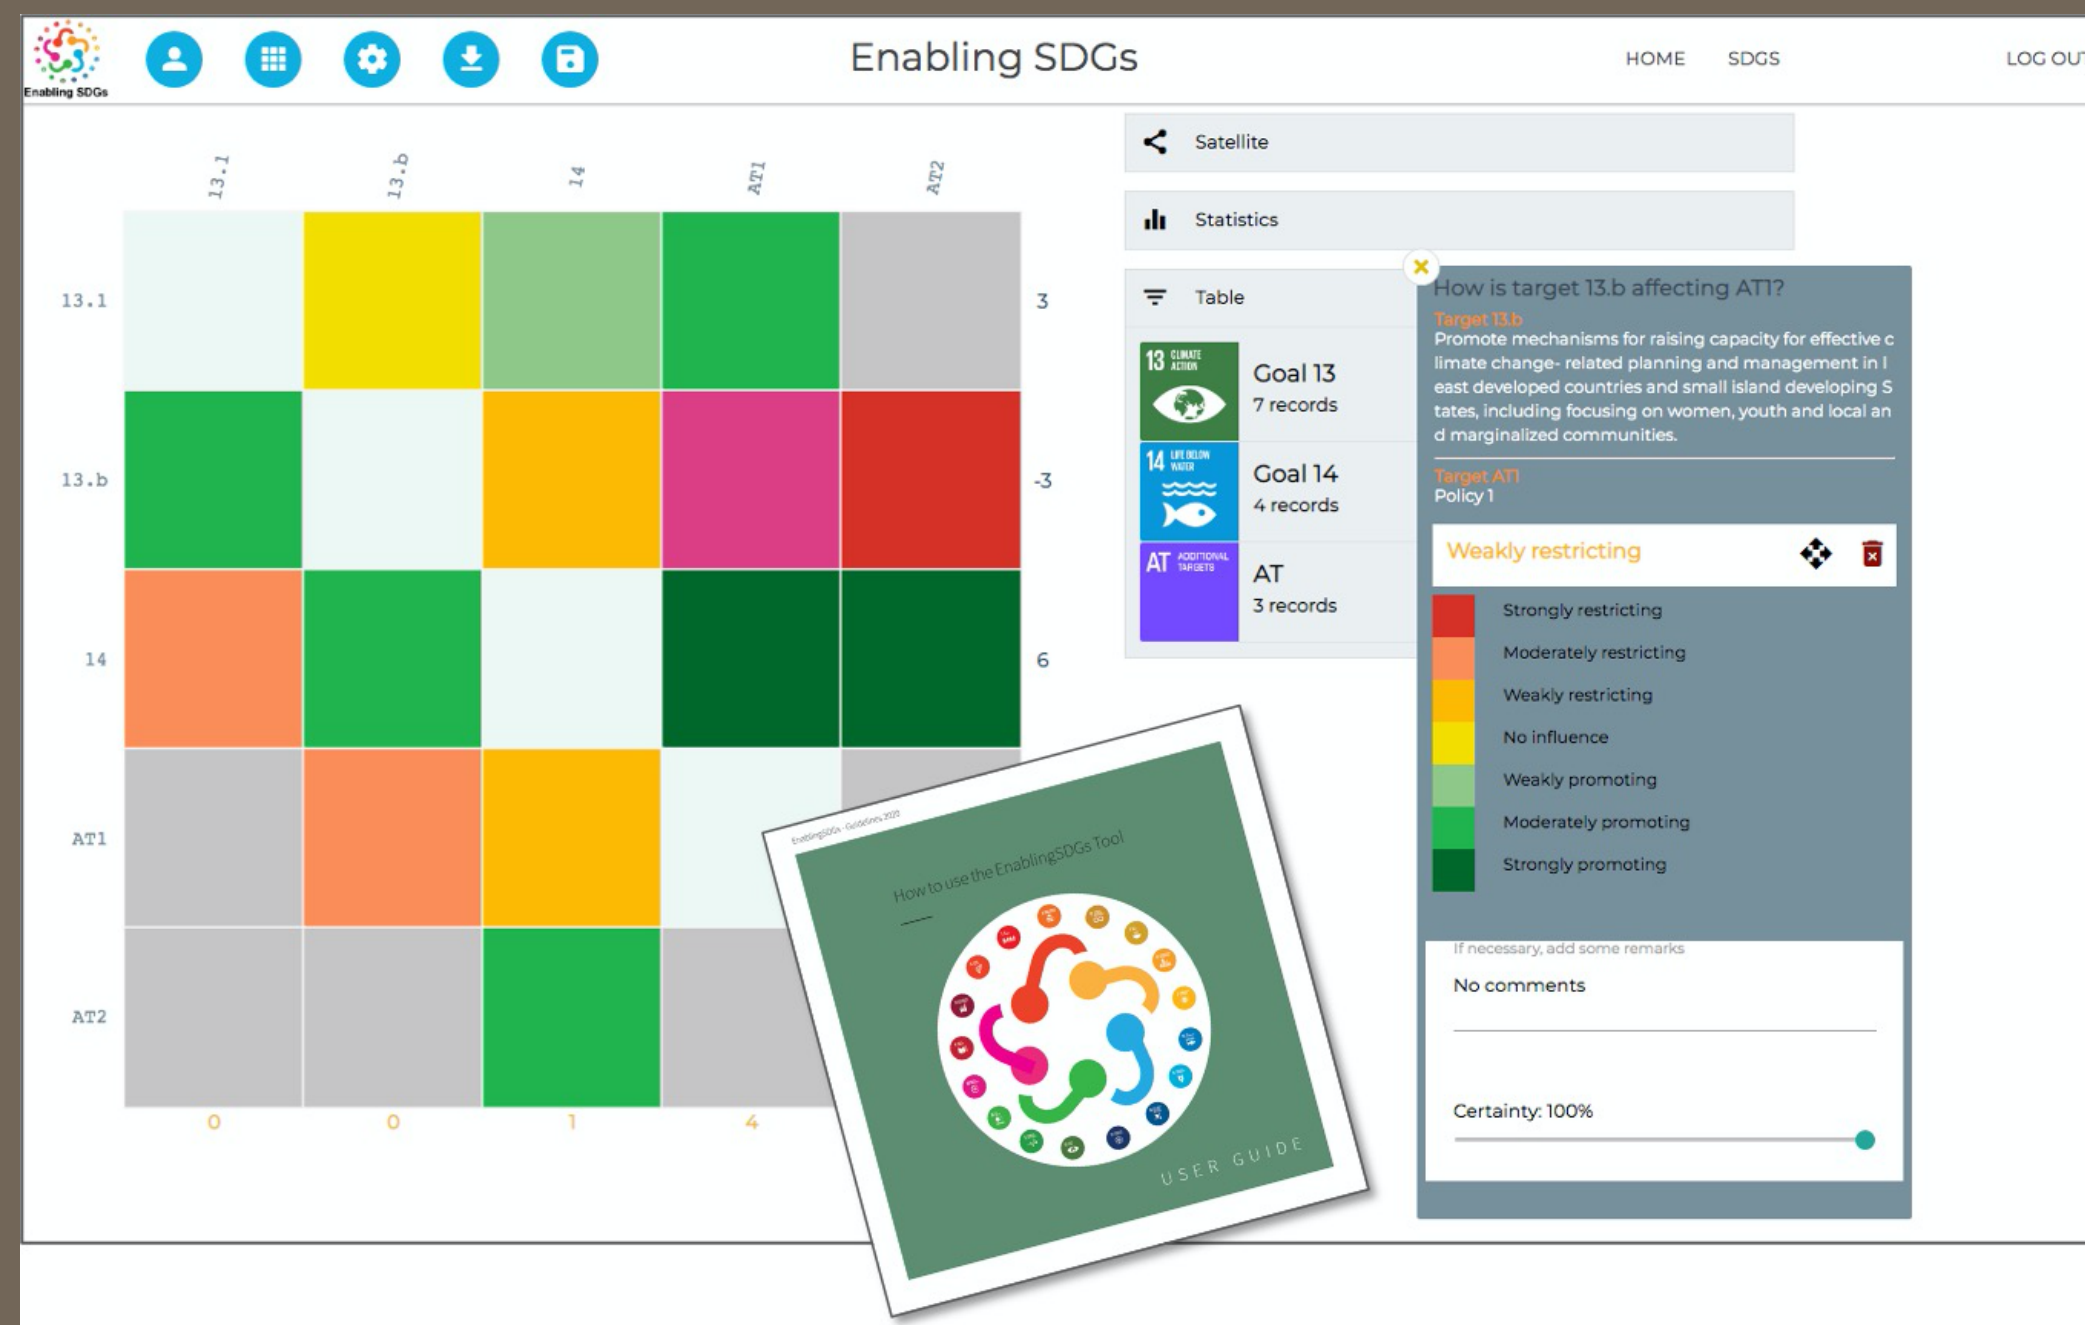 Enabling SDGs
Enabling SDGs
HOME
SDGS
LOG OUT
13.1
13.b
14
AT1
AT2
13.1
3
13.b
-3
14
6
AT1
AT2
0
0
1
4
Satellite
Statistics
Table
13 CLIMATE
ACTION
Goal 13
7 records
14 LIFE BELOW
WATER
Goal 14
4 records
AT ADDITIONAL
TARGETS
AT
3 records
How is target 13.b affecting AT1?
Target 13.b
Promote mechanisms for raising capacity for effective c
limate change- related planning and management in l
east developed countries and small island developing S
tates, including focusing on women, youth and local an
d marginalized communities.
Target AT1
Policy 1
Weakly restricting
Strongly restricting
Moderately restricting
Weakly restricting
No influence
Weakly promoting
Moderately promoting
Strongly promoting
If necessary, add some remarks
No comments
Certainty: 100%
EnablingSDGs - Guidelines 2020
How to use the EnablingSDGs Tool
USER GUIDE